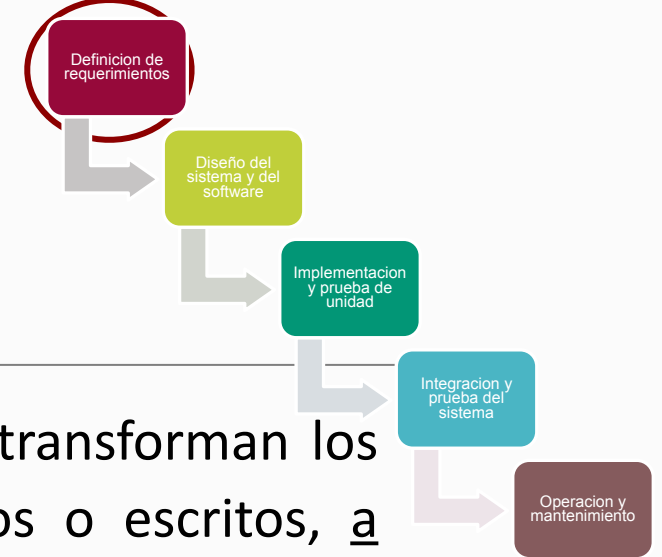 Definicion de
requerimientos
Diseño del
sistema y del
software
Implementacion
y prueba de
unidad
Integracion y
prueba del
sistema
transforman los
os o escritos, a
Operacion y
mantenimiento